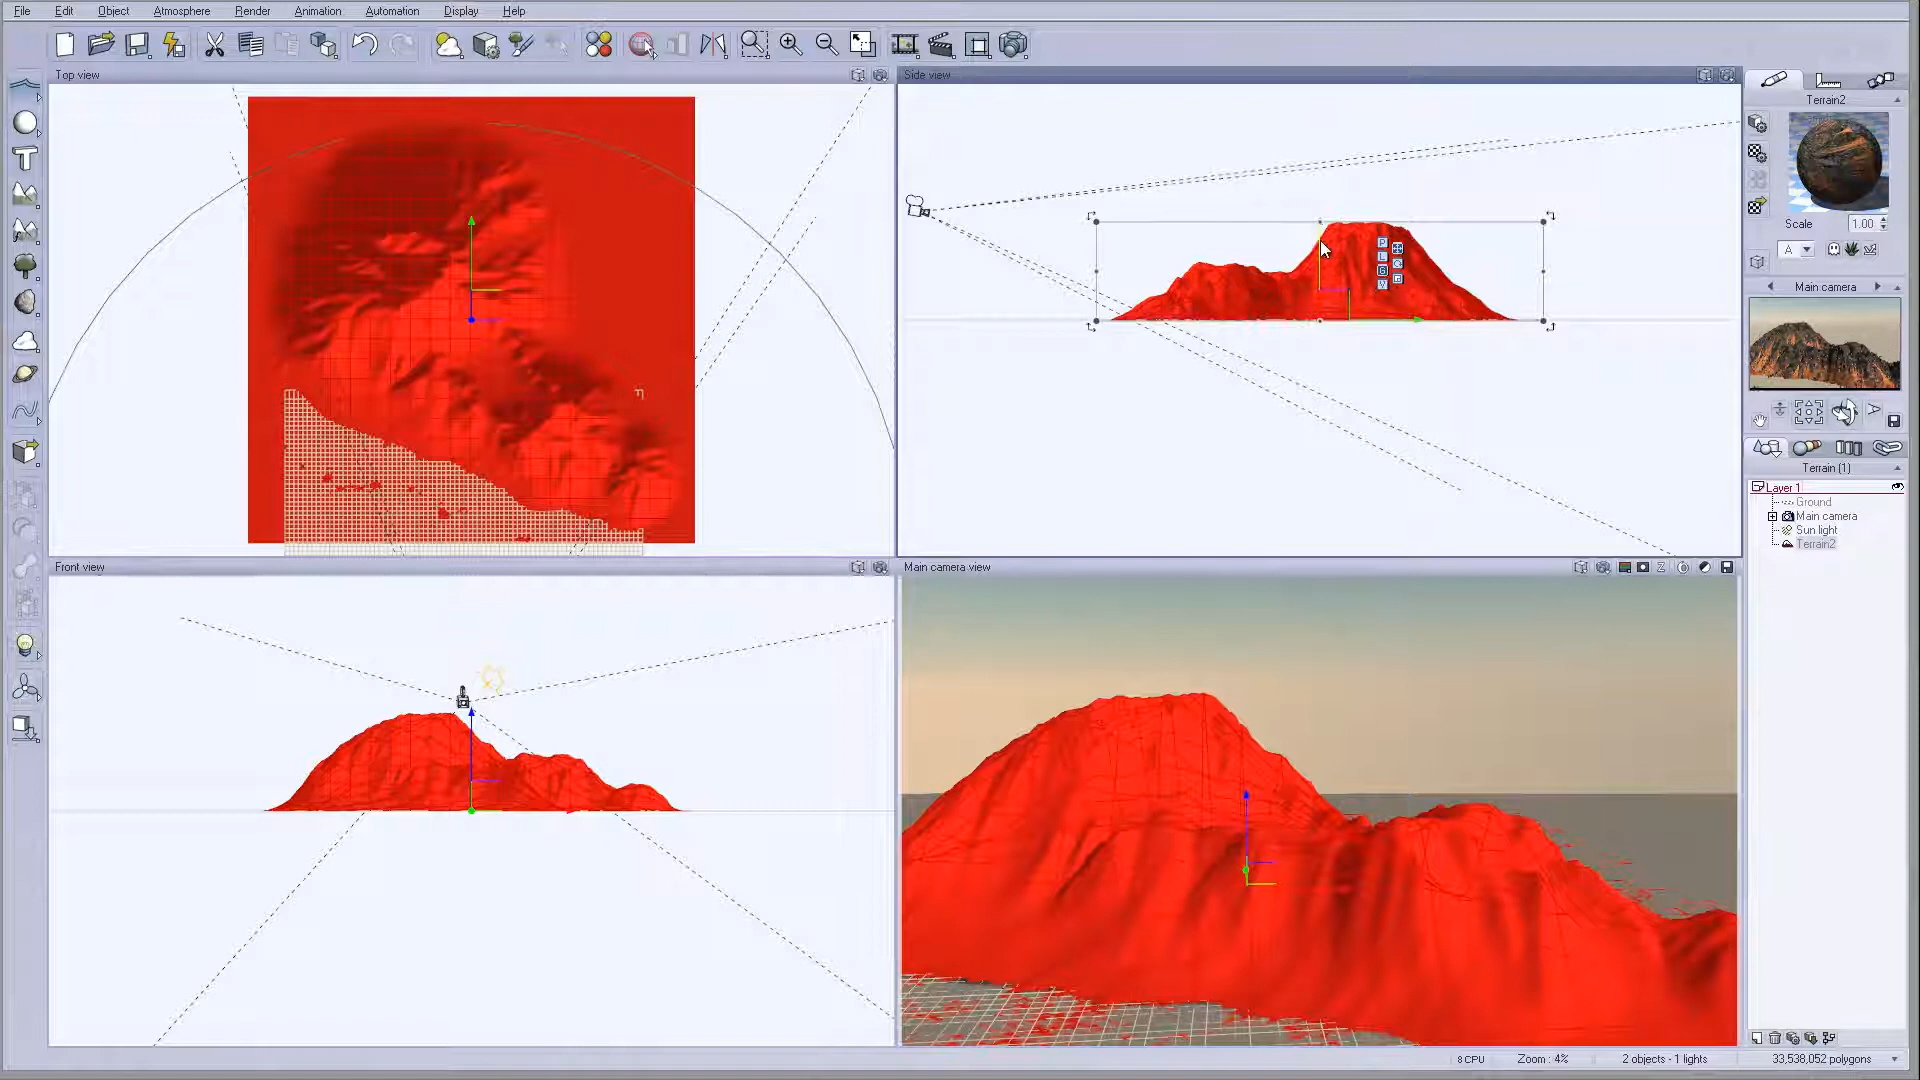 File Edit Object Atmosphere Render Animation Automation Display Help
Top view
Side view
Terrain2
Scale 1.00
A
P
L
G
V
Main camera
Terrain (1)
Layer 1
Ground
Main camera
Sun light
Terrain2
Front view
Main camera view
8 CPU Zoom : 4% 2 objects - 1 lights 33,538,052 polygons